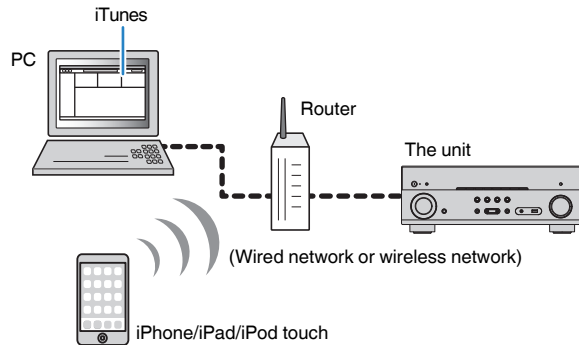 iTunes
PC
Router
The unit
(Wired network or wireless network)
iPhone/iPad/iPod touch